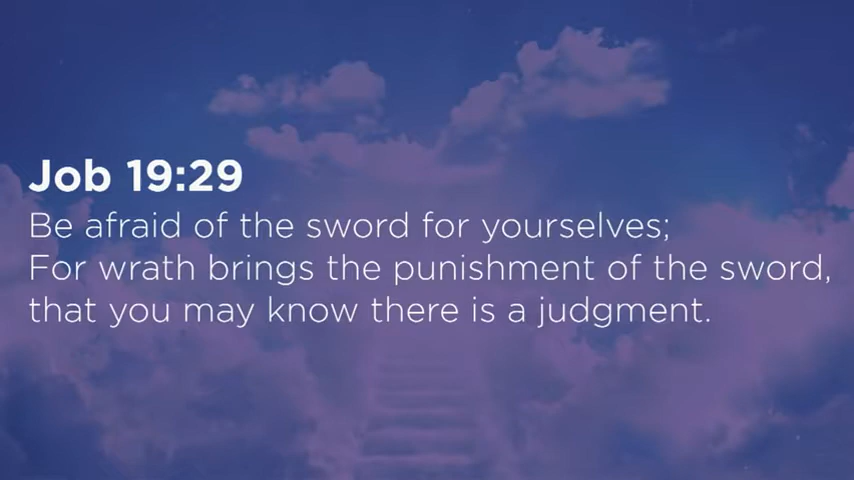 Job 19:29
Be afraid of the sword for yourselves;
For wrath brings the punishment of the sword,
that you may know there is a judgment.